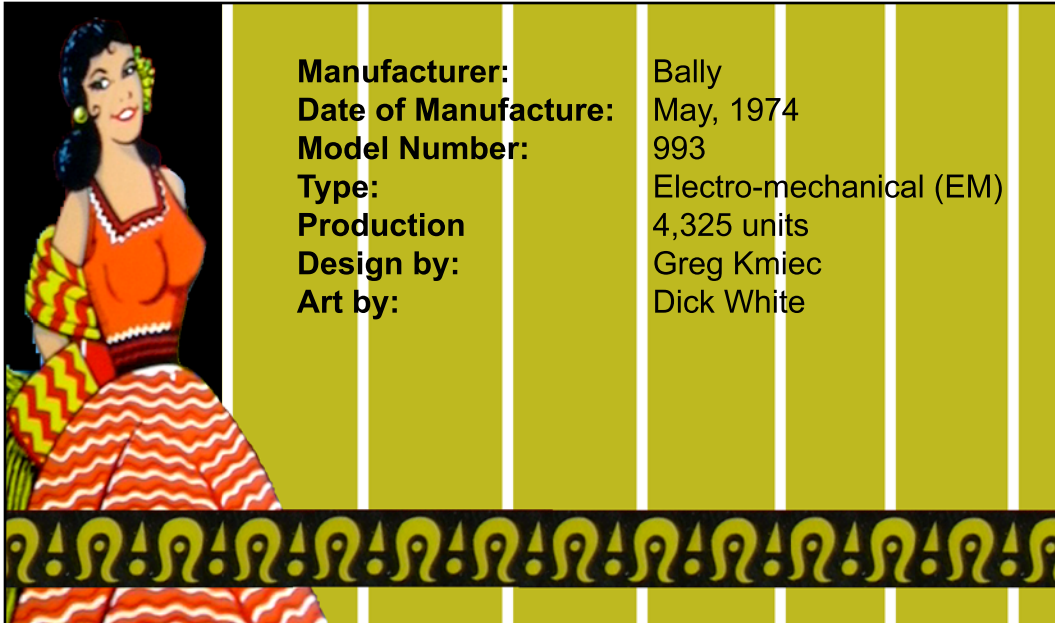 Manufacturer: Bally
Date of Manufacture: May, 1974
Model Number: 993
Type: Electro-mechanical (EM)
Production 4,325 units
Design by: Greg Kmiec
Art by: Dick White